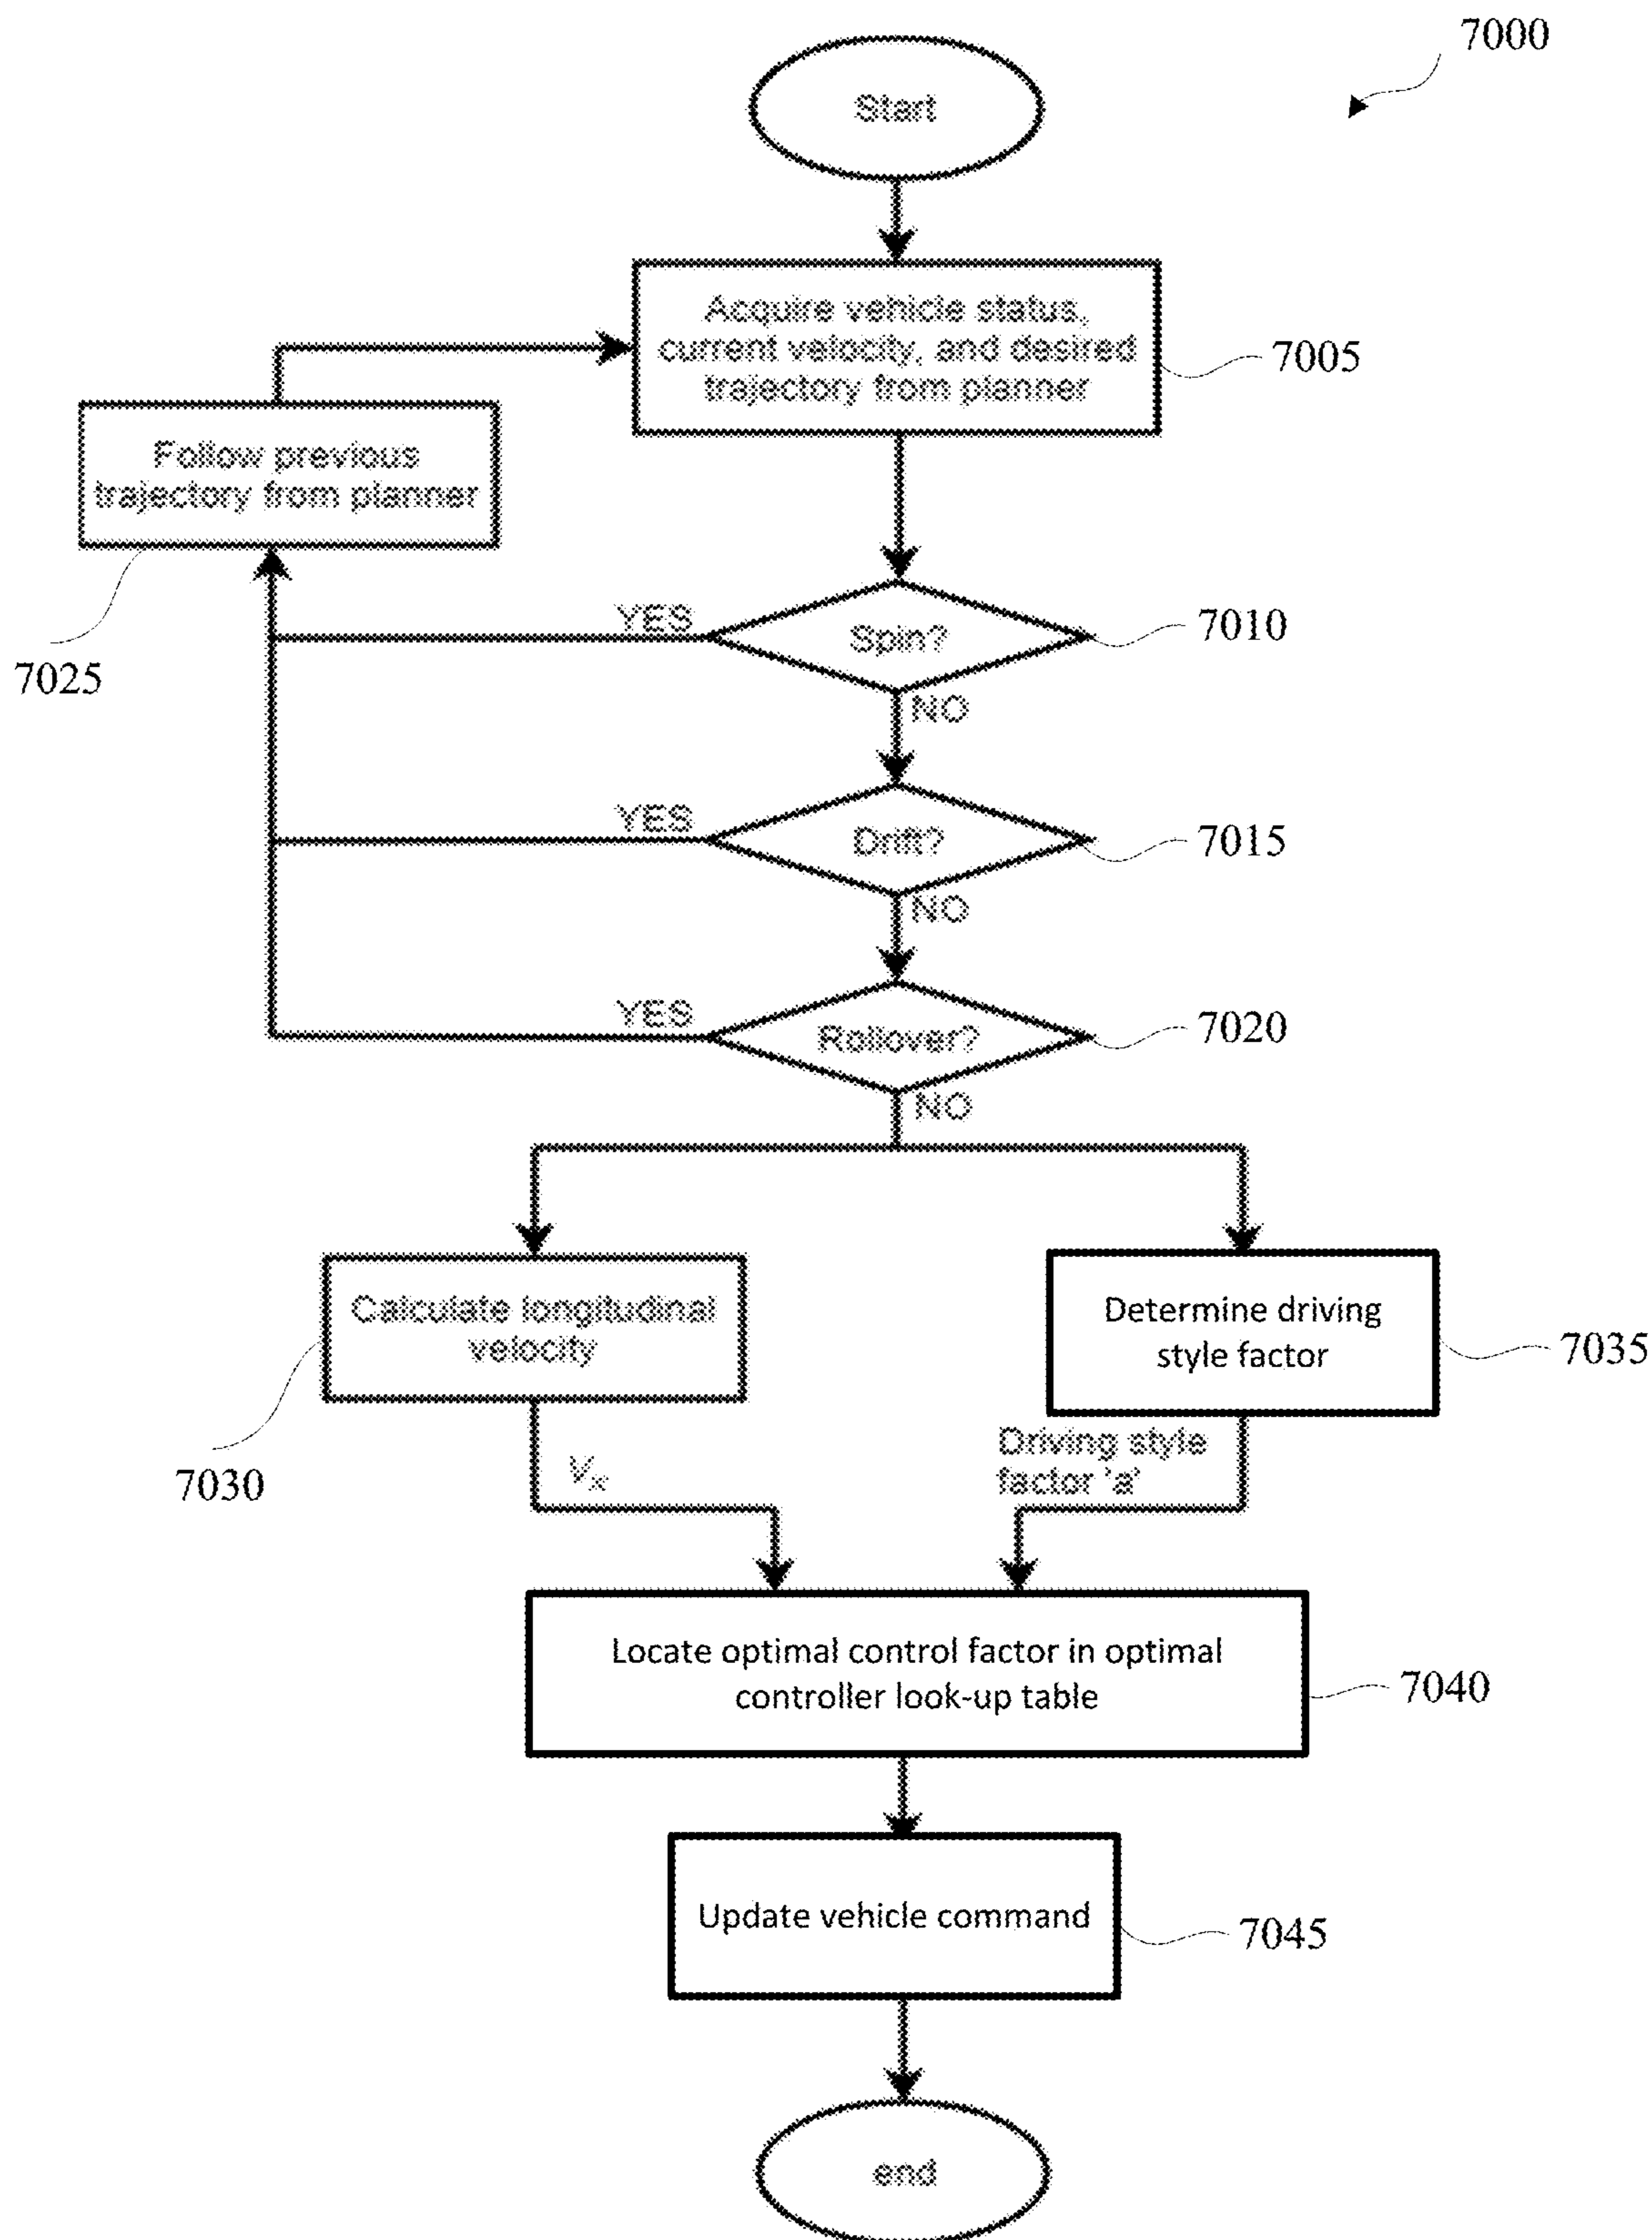 7000
Start
Acquire vehicle status,
current velocity, and desired
trajectory from planner
7005
Follow previous
trajectory from planner
7025
YES
Spin?
7010
NO
YES
Drift?
7015
NO
YES
Rollover?
7020
NO
Calculate longitudinal
velocity
7030
Determine driving
style factor
7035
Vx
Driving style
factor 'a'
Locate optimal control factor in optimal
controller look-up table
7040
Update vehicle command
7045
end